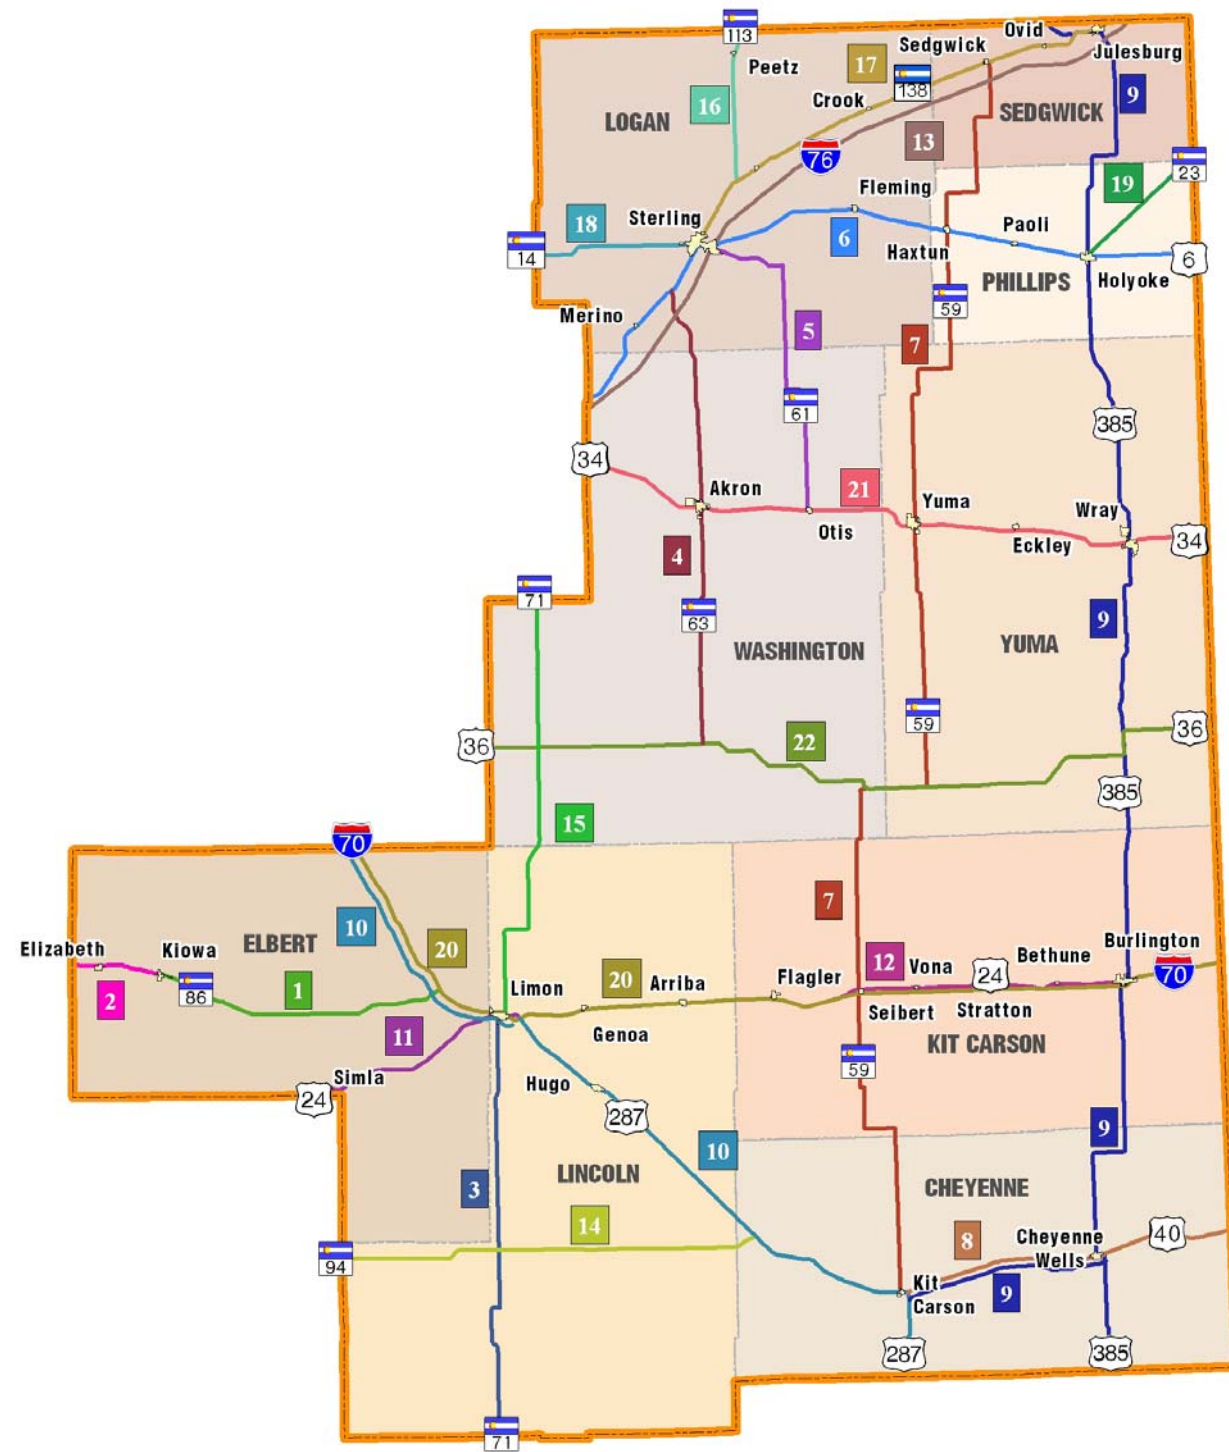 113
Peetz
17
Sedgwick
Ovid
Julesburg
138
9
16
Crook
LOGAN
SEDGWICK
13
76
23
19
Fleming
18
Sterling
6
Paoli
14
Haxtun
6
PHILLIPS
Holyoke
59
Merino
5
7
61
385
34
Akron
21
Yuma
Wray
Otis
Eckley
34
4
71
63
9
WASHINGTON
YUMA
59
36
22
36
385
15
70
7
10
ELBERT
20
Elizabeth
Kiowa
86
2
1
Limon
20
Arriba
Flagler
12
Vona
24
Bethune
Burlington
70
11
Genoa
Seibert
Stratton
KIT CARSON
Simla
24
Hugo
287
59
10
9
3
LINCOLN
CHEYENNE
14
94
8
Cheyenne
Wells
40
Kit
Carson
9
287
385
71